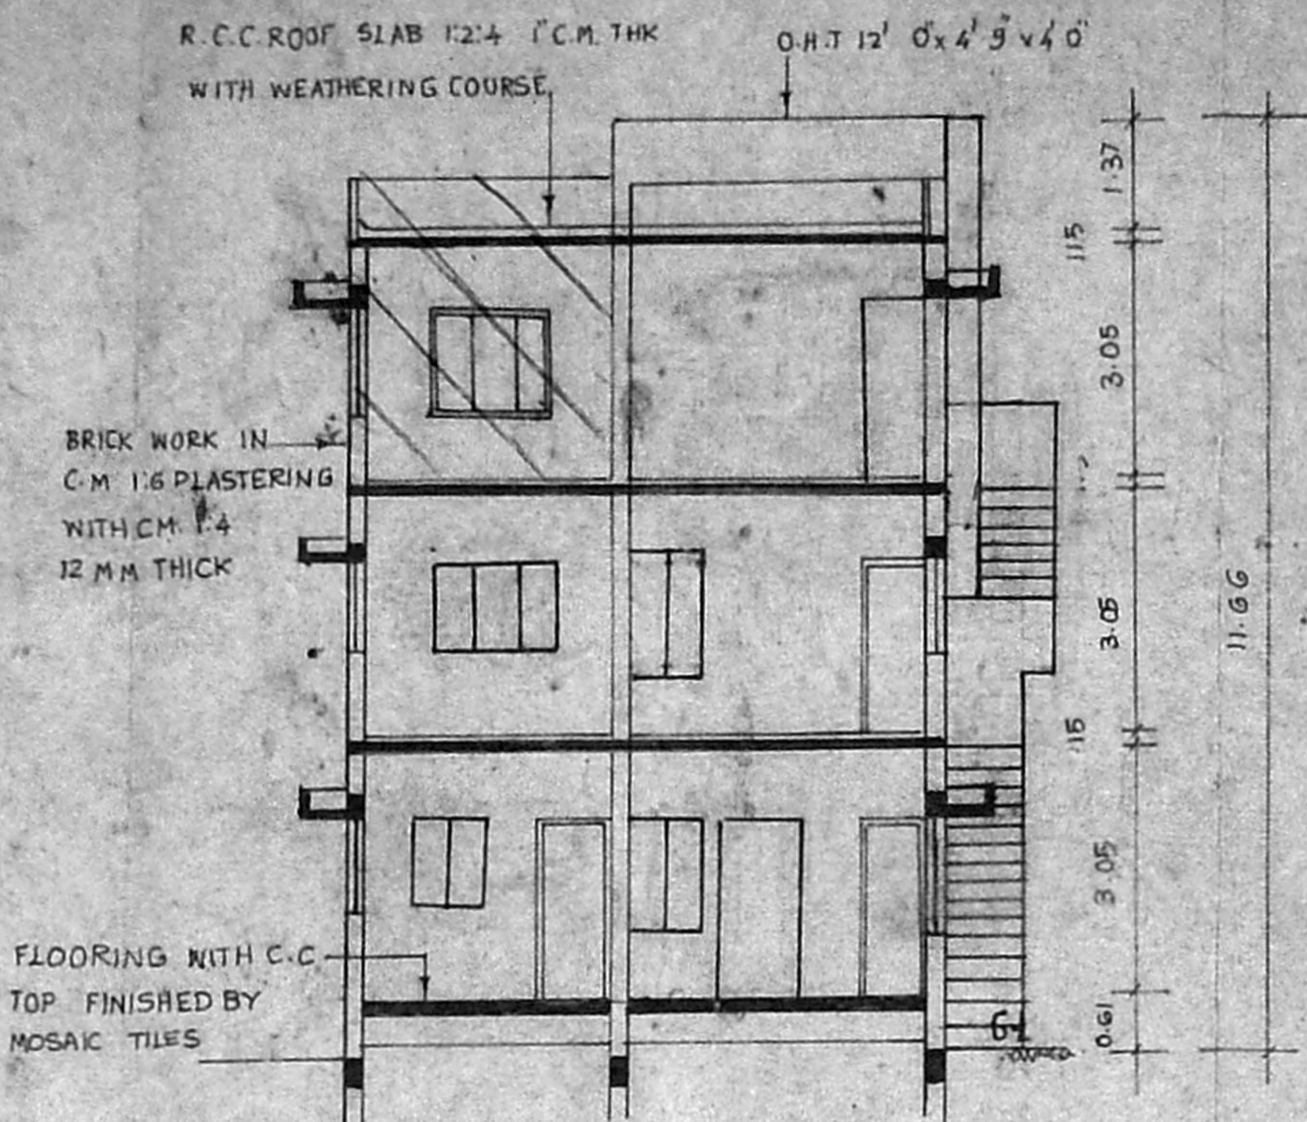 R.C.C. ROOF SLAB 1:2:4 1" C.M. THK
WITH WEATHERING COURSE
O.H.T 12' 0" x 4' 9" x 4' 0"
1.37
115
3.05
BRICK WORK IN
C.M 1:6 PLASTERING
WITH CM. 1:4
12 MM THICK
3.05
11.66
115
3.05
FLOORING WITH C.C
TOP FINISHED BY
MOSAIC TILES
0.61